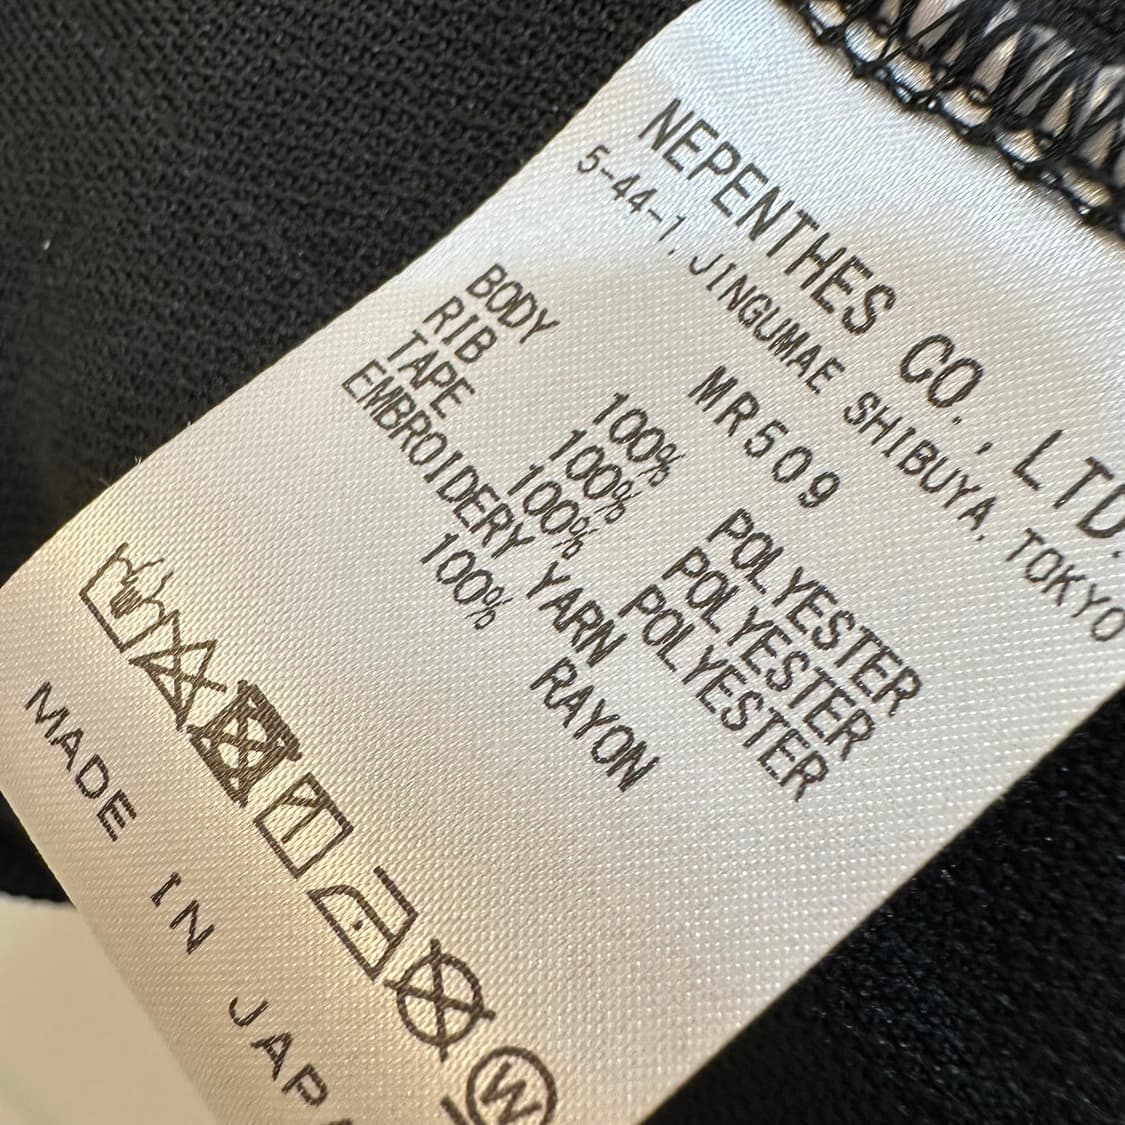 NEPENTHES CO., LTD.
5-44-1, JINGUMAE SHIBUYA, TOKYO
MR509
BODY 100% POLYESTER
RIB 100% POLYESTER
TAPE 100% POLYESTER
EMBROIDERY YARN
100% RAYON
W
MADE IN JAPA